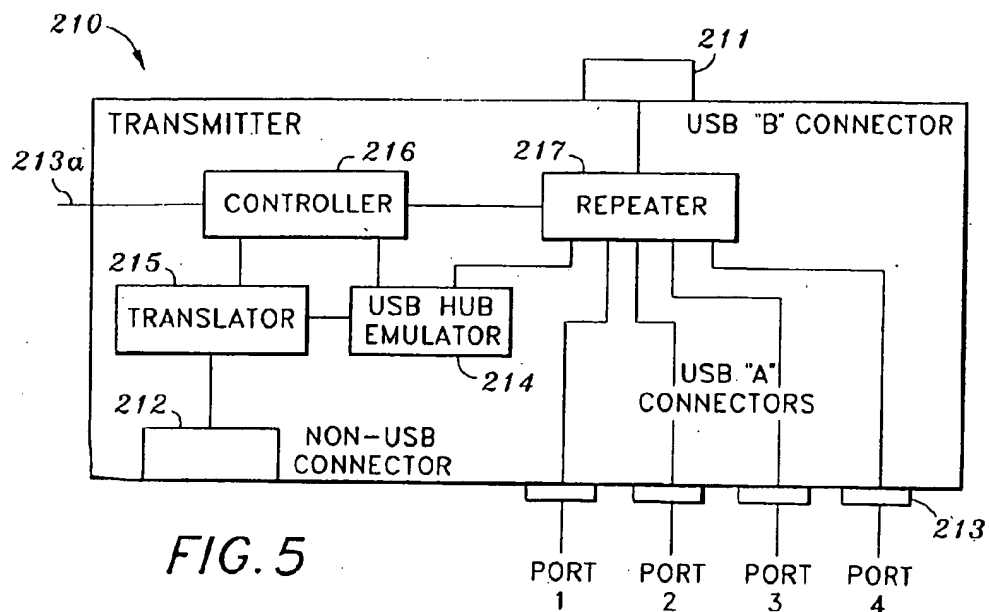 210
211
TRANSMITTER
USB "B" CONNECTOR
213a
216
217
CONTROLLER
REPEATER
215
TRANSLATOR
USB HUB
EMULATOR
214
USB "A"
CONNECTORS
212
NON-USB
CONNECTOR
213
FIG. 5
PORT
1
PORT
2
PORT
3
PORT
4